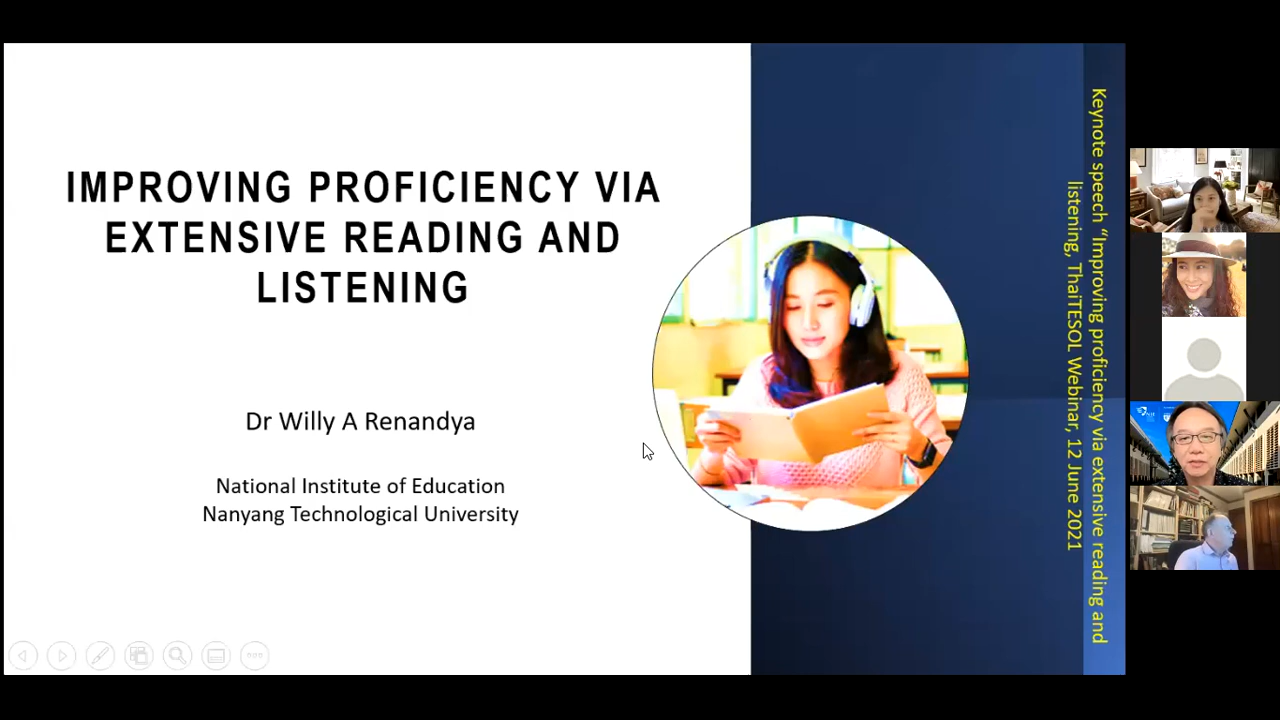 IMPROVING PROFICIENCY VIA
EXTENSIVE READING AND
LISTENING
Dr Willy A Renandya
National Institute of Education
Nanyang Technological University
Keynote speech “Improving proficiency via extensive reading and
listening, ThaiTESOL Webinar, 12 June 2021